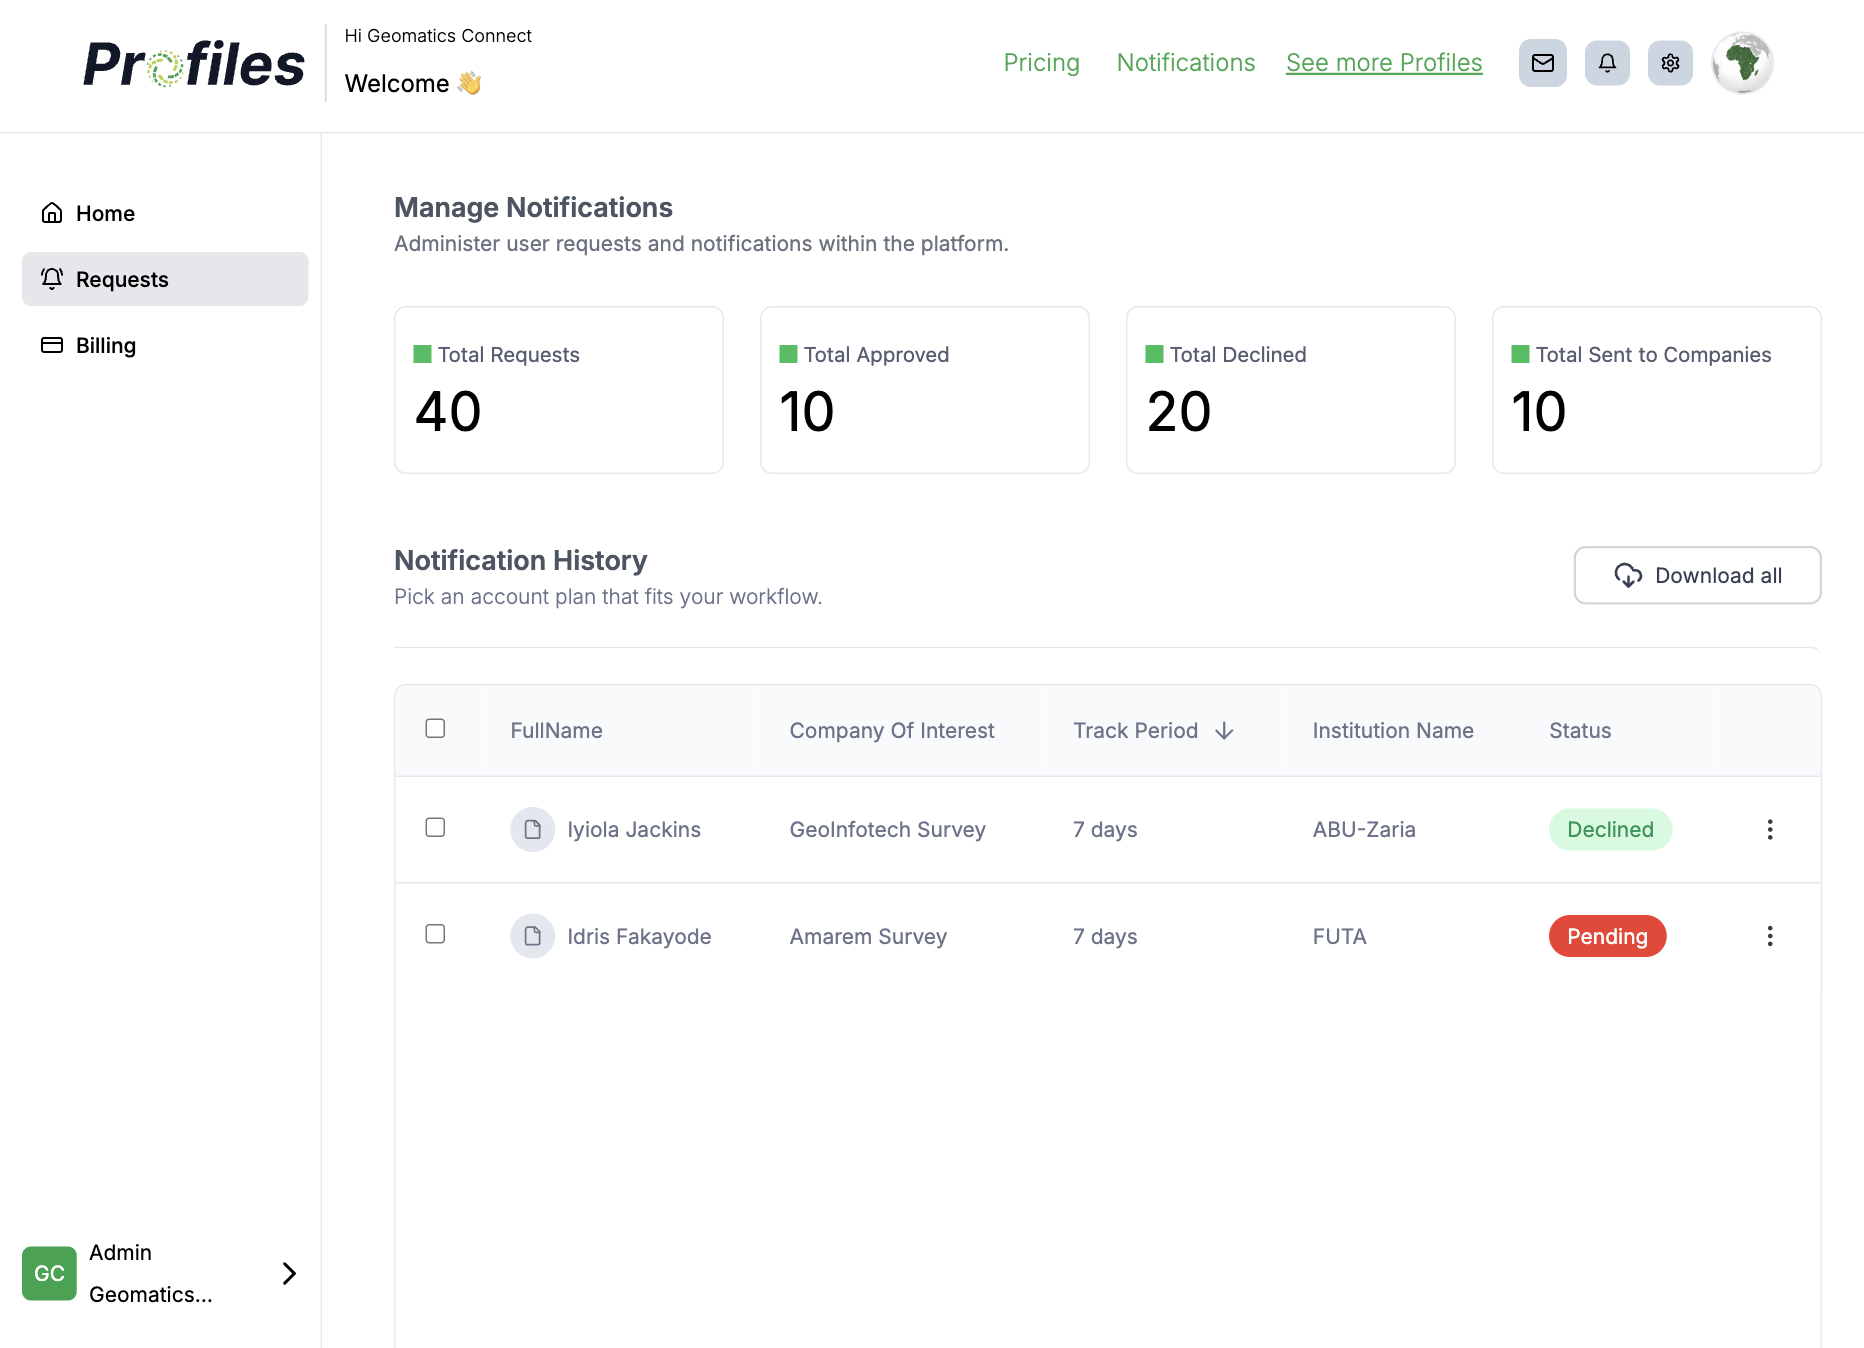 Profiles
Hi Geomatics Connect
Welcome 👋
Pricing
Notifications
See more Profiles
Home
Requests
Billing
Manage Notifications
Administer user requests and notifications within the platform.
Total Requests
40
Total Approved
10
Total Declined
20
Total Sent to Companies
10
Notification History
Pick an account plan that fits your workflow.
Download all
FullName Company Of Interest Track Period Institution Name Status
Iyiola Jackins GeoInfotech Survey 7 days ABU-Zaria Declined
Idris Fakayode Amarem Survey 7 days FUTA Pending
GC
Admin
Geomatics...